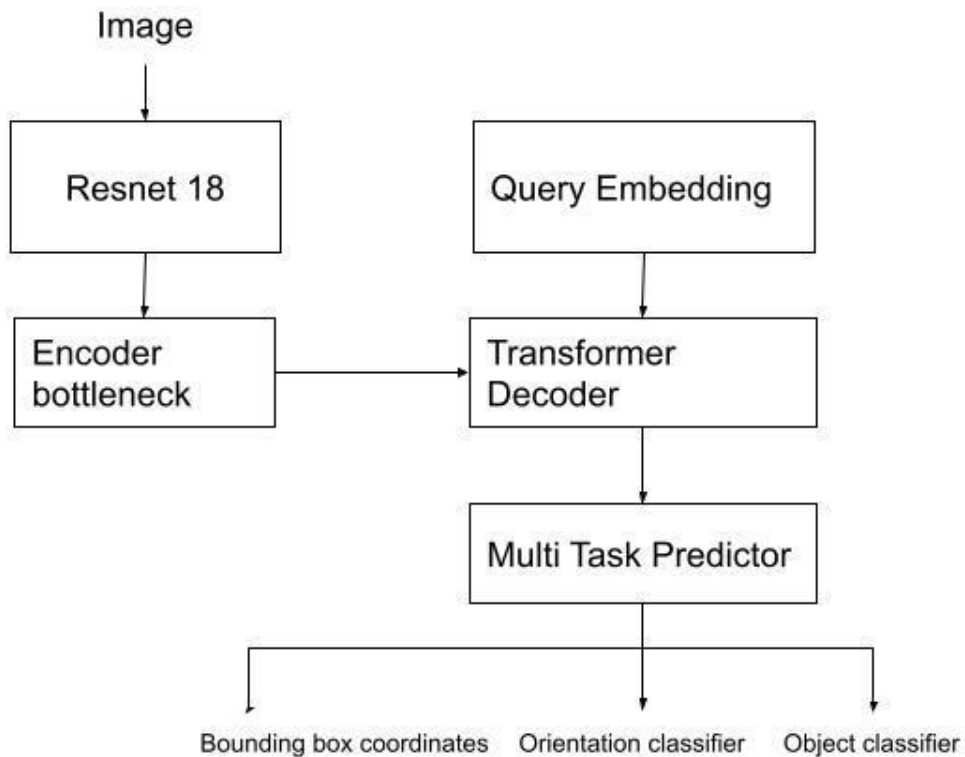 Image
Resnet 18
Query Embedding
Encoder
bottleneck
Transformer
Decoder
Multi Task Predictor
Bounding box coordinates
Orientation classifier
Object classifier